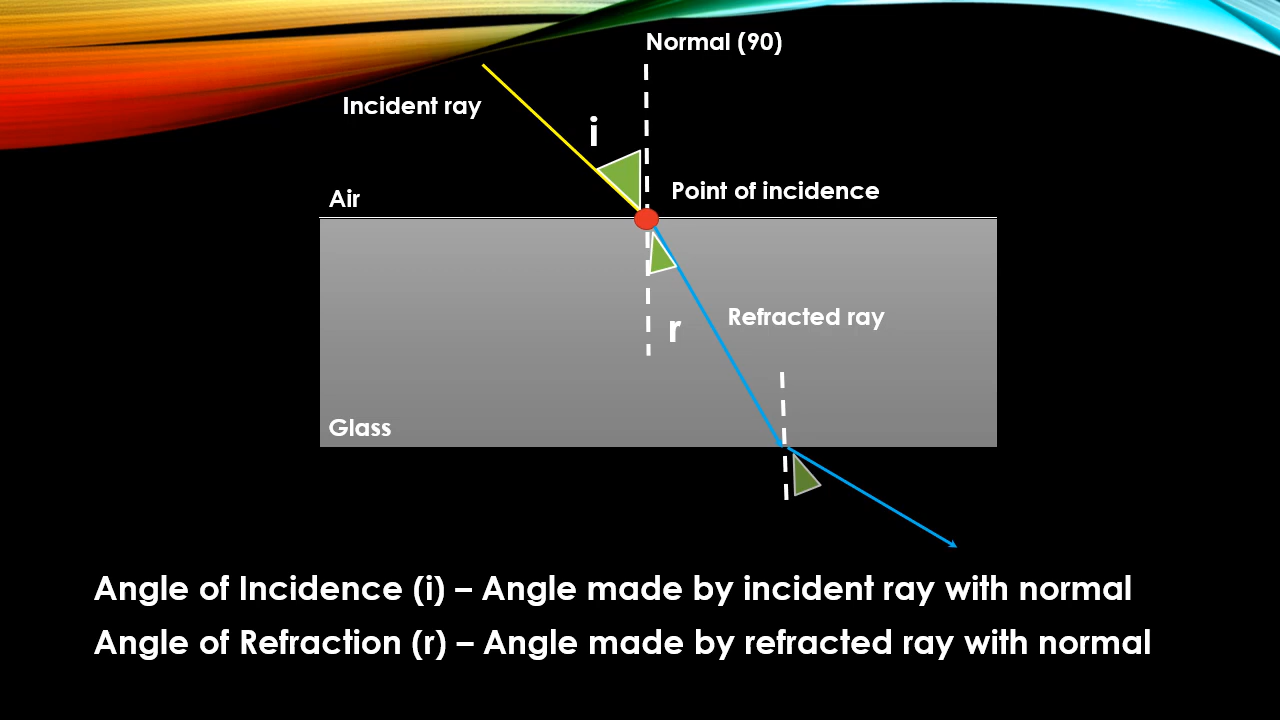 Normal (90)
Incident ray
i
Point of incidence
Air
Refracted ray
r
Glass
Angle of Incidence (i) – Angle made by incident ray with normal
Angle of Refraction (r) – Angle made by refracted ray with normal